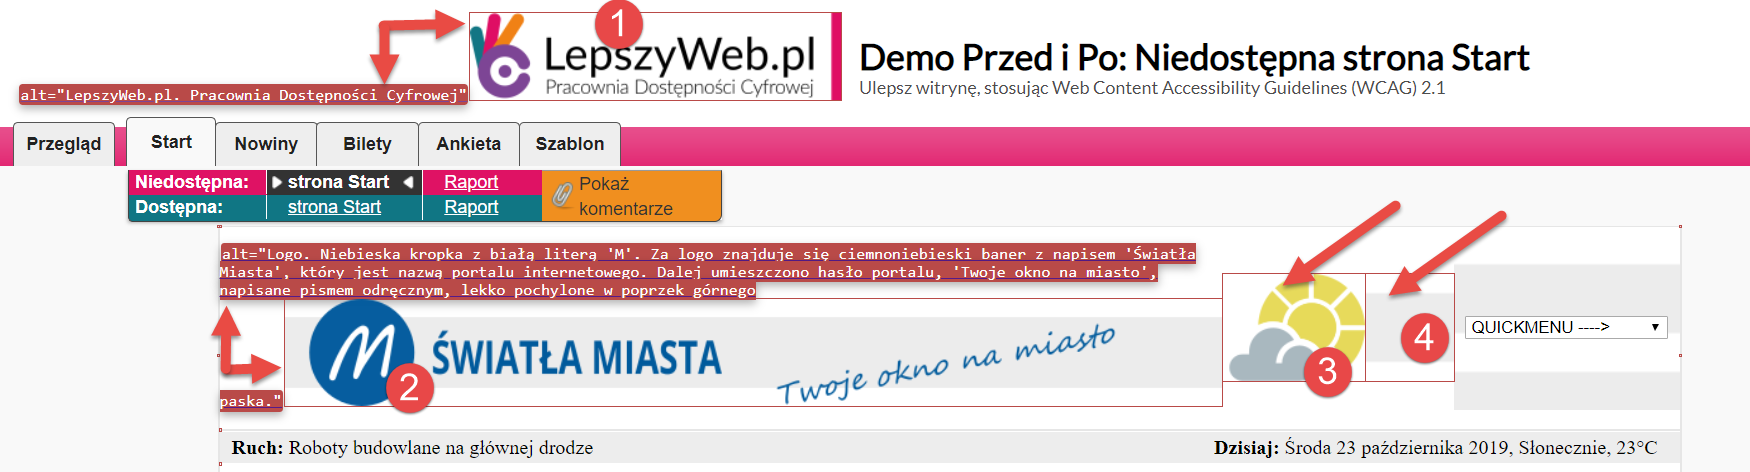 1
LepszyWeb.pl
Pracownia Dostępności Cyfrowej
Demo Przed i Po: Niedostępna strona Start
Ulepsz witrynę, stosując Web Content Accessibility Guidelines (WCAG) 2.1
alt="LepszyWeb.pl. Pracownia Dostępności Cyfrowej"
Przegląd Start Nowiny Bilety Ankieta Szablon
Niedostępna: strona Start Raport
Dostępna: strona Start Raport
Pokaż
komentarze
alt="Logo. Niebieska kropka z białą literą 'M'. Za logo znajduje się ciemnoniebieski baner z napisem 'Światła
Miasta', który jest nazwą portalu internetowego. Dalej umieszczono hasło portalu, 'Twoje okno na miasto',
napisane pismem odręcznym, lekko pochylone w poprzek górnego
paska."
M
2
ŚWIATŁA MIASTA
Twoje okno na miasto
3
4
QUICKMENU ---->
Ruch: Roboty budowlane na głównej drodze
Dzisiaj: Środa 23 października 2019, Słonecznie, 23°C